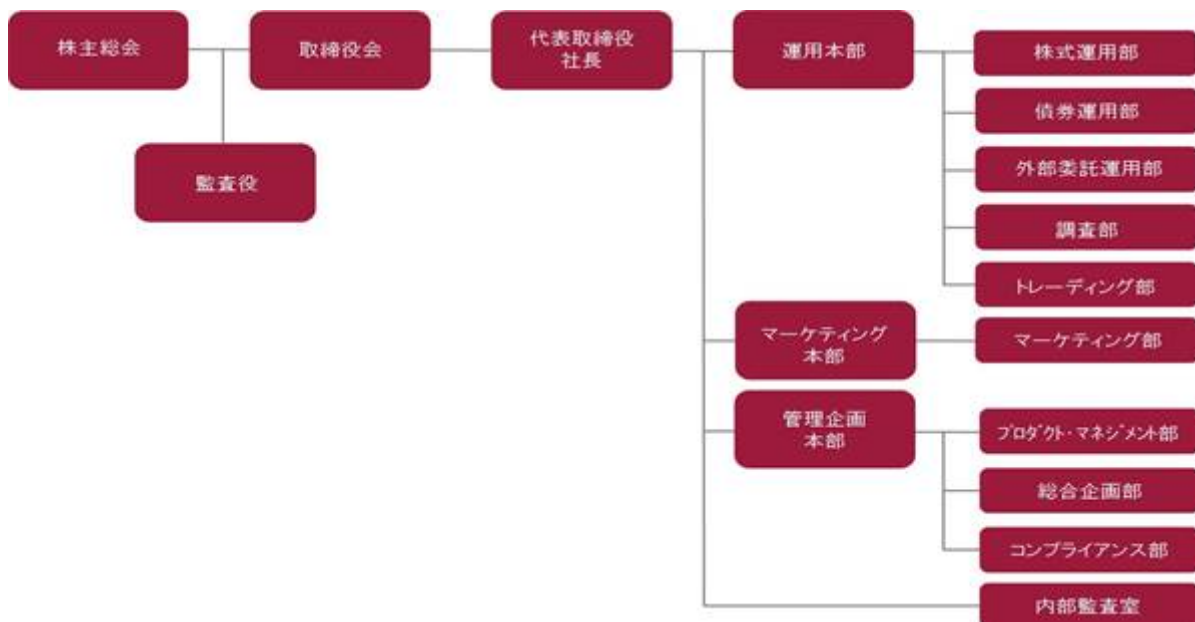 株主総会
取締役会
代表取締役
社長
監査役
運用本部
株式運用部
債券運用部
外部委託運用部
調査部
トレーディング部
マーケティング
本部
マーケティング部
管理企画
本部
プロダクト・マネジメント部
総合企画部
コンプライアンス部
内部監査室